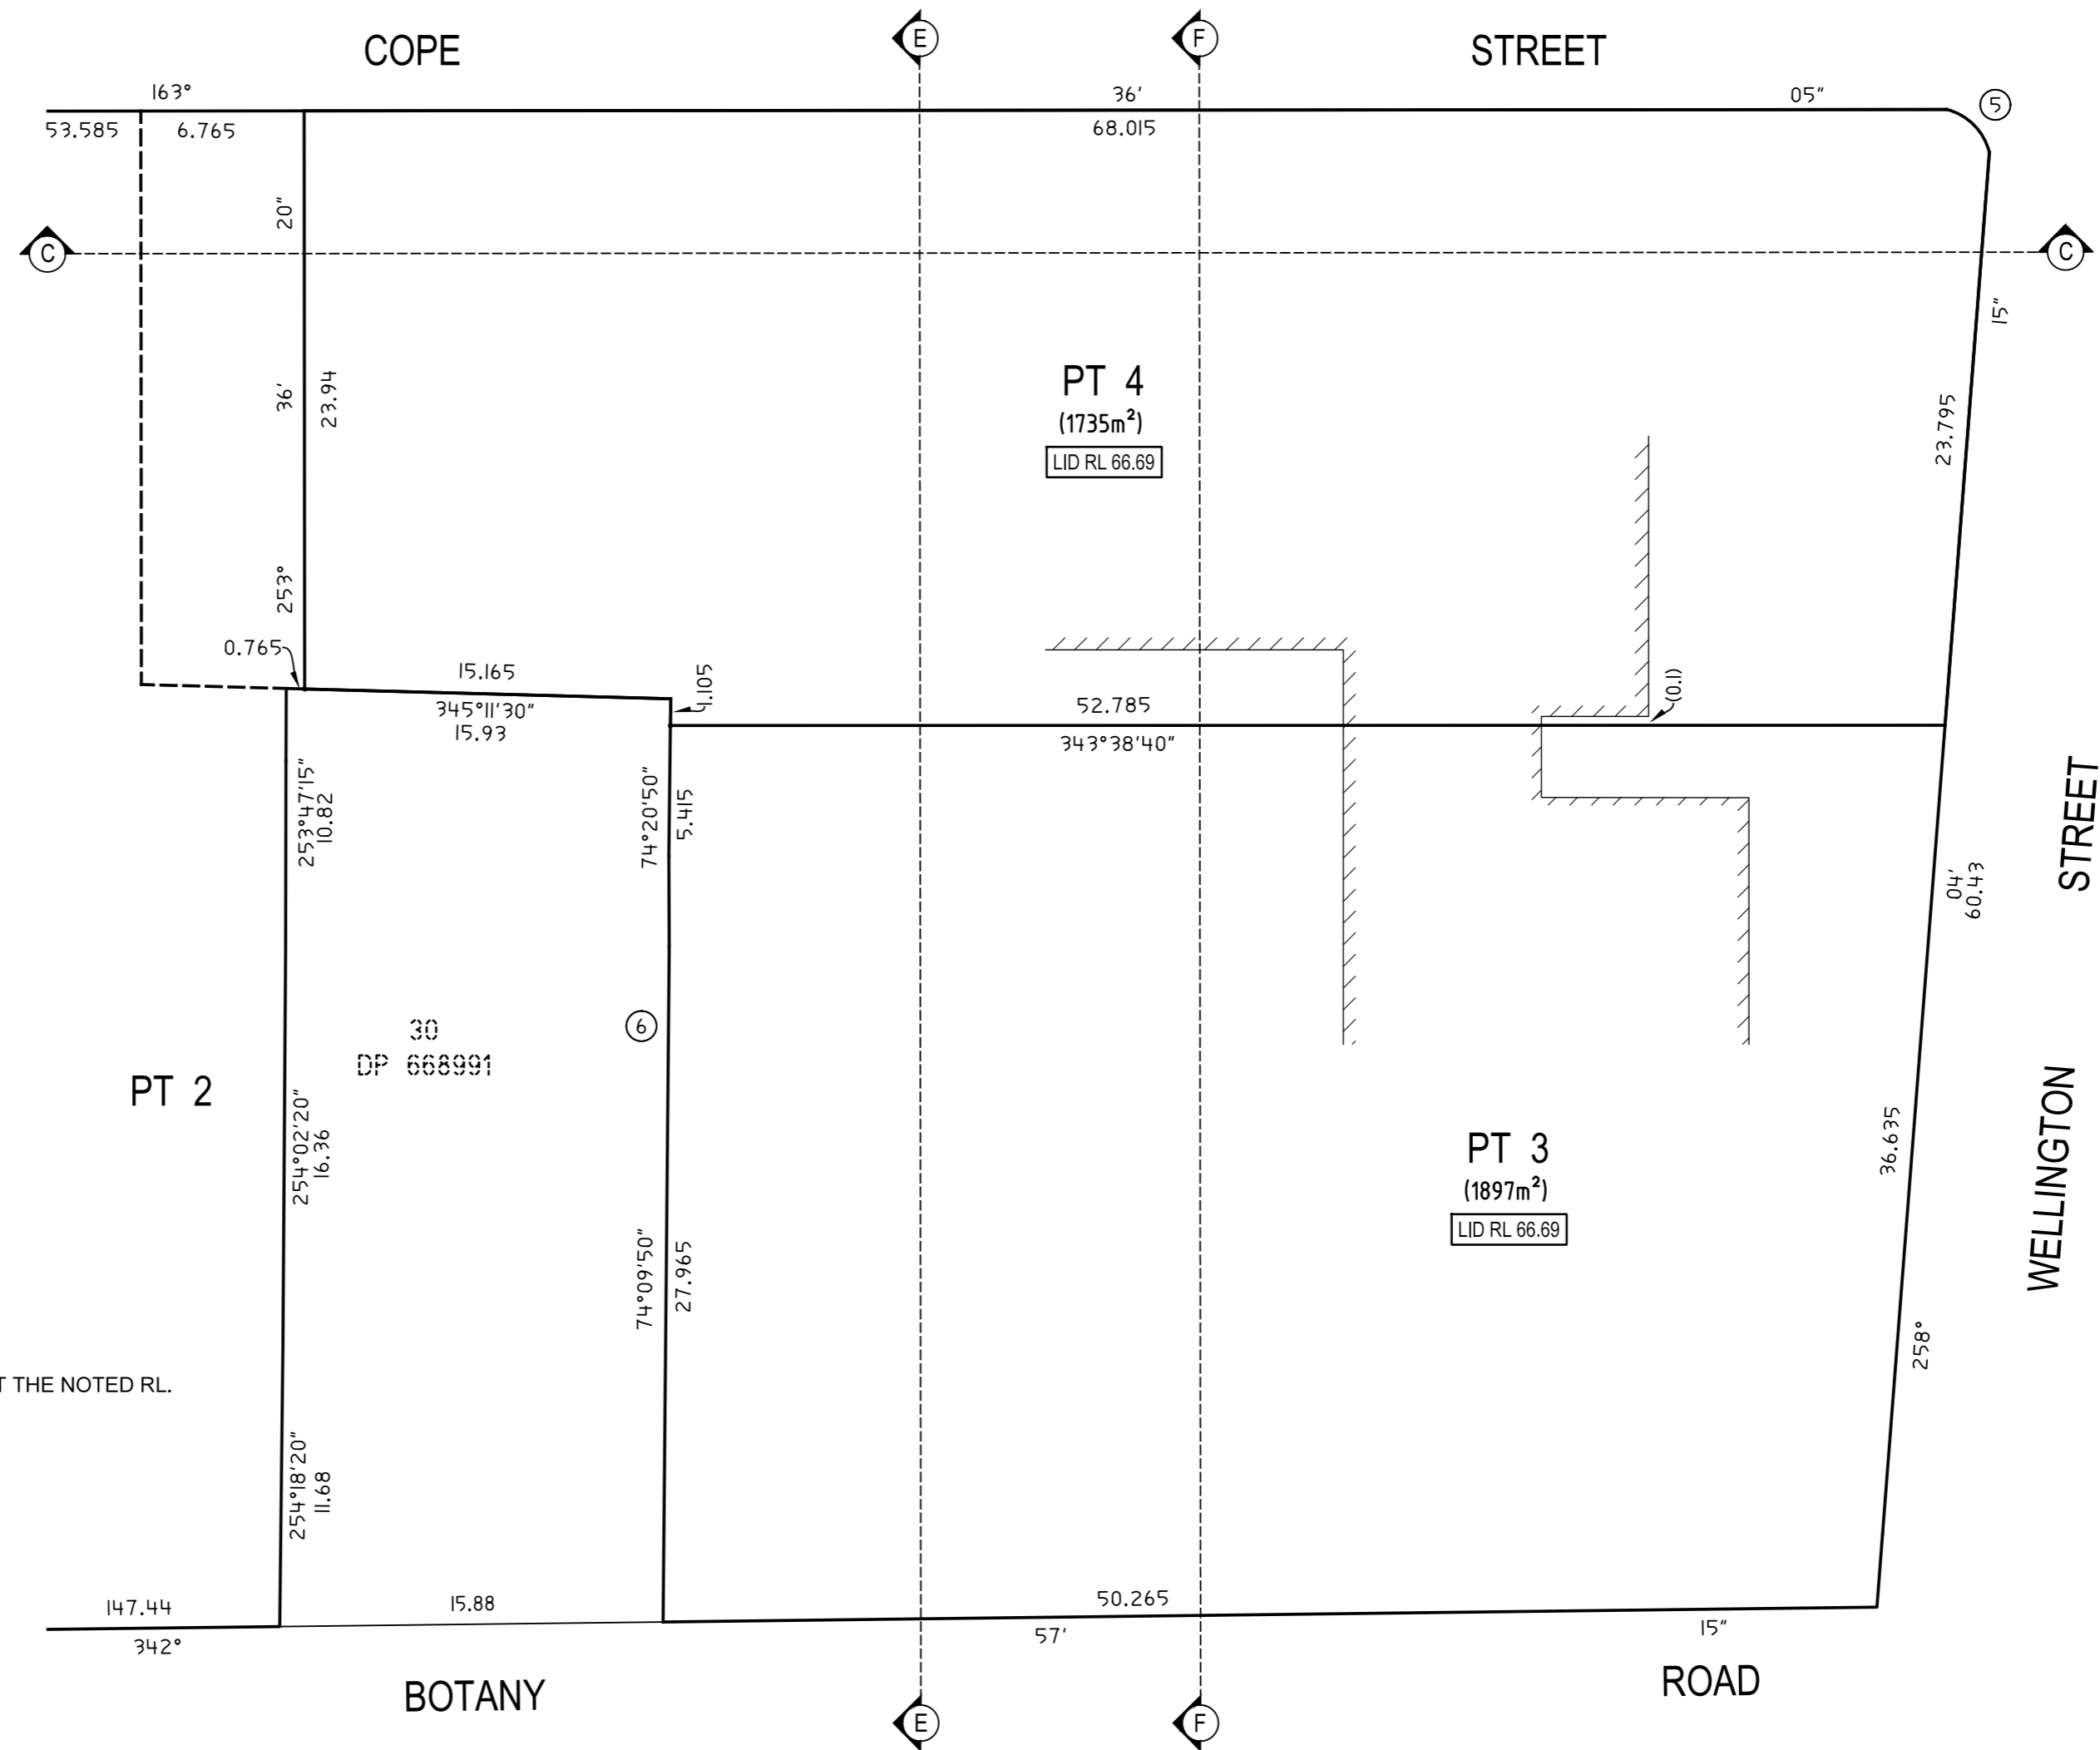 E
F
COPE
STREET
163°
36'
05"
5
53.585
6.765
68.015
20"
C
C
15"
36'
23.94
PT 4
(1735m²)
LID RL 66.69
23.795
253°
0.765
15.165
1.105
345°11'30"
15.93
52.785
(0.1)
343°38'40"
253°47'15"
10.82
74°20'50"
5.415
STREET
04'
60.43
30
DP 668991
6
PT 2
254°02'20"
16.36
PT 3
(1897m²)
LID RL 66.69
36.635
WELLINGTON
74°09'50"
27.965
258°
T THE NOTED RL.
254°18'20"
11.68
147.44
15.88
50.265
342°
57'
15"
BOTANY
ROAD
E
F